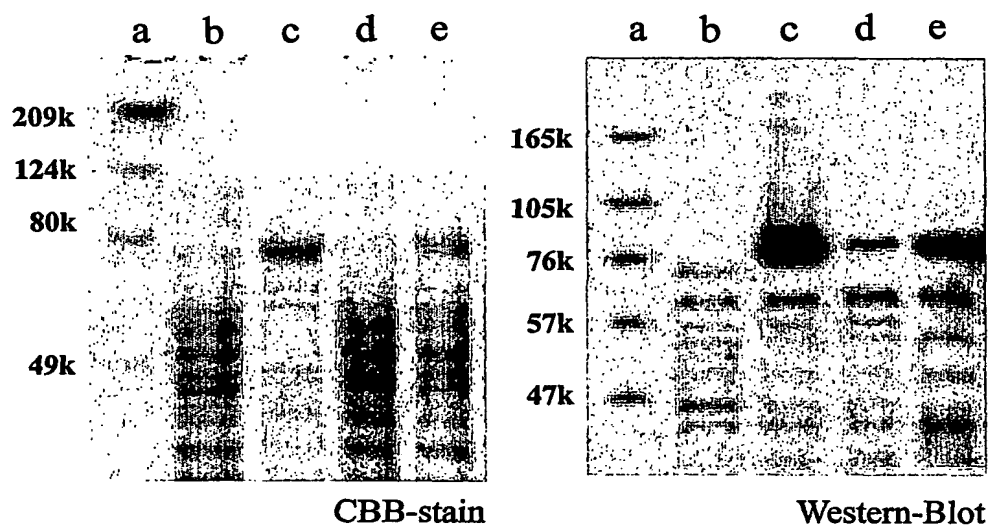 a b c d e
209k
124k
80k
49k
CBB-stain
a b c d e
165k
105k
76k
57k
47k
Western-Blot